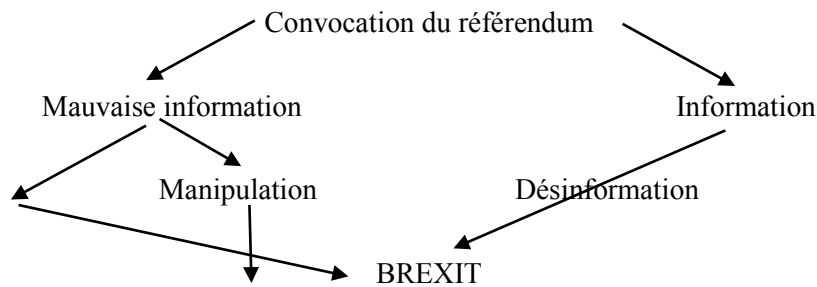 Convocation du référendum
Mauvaise information Information
Manipulation Désinformation
BREXIT